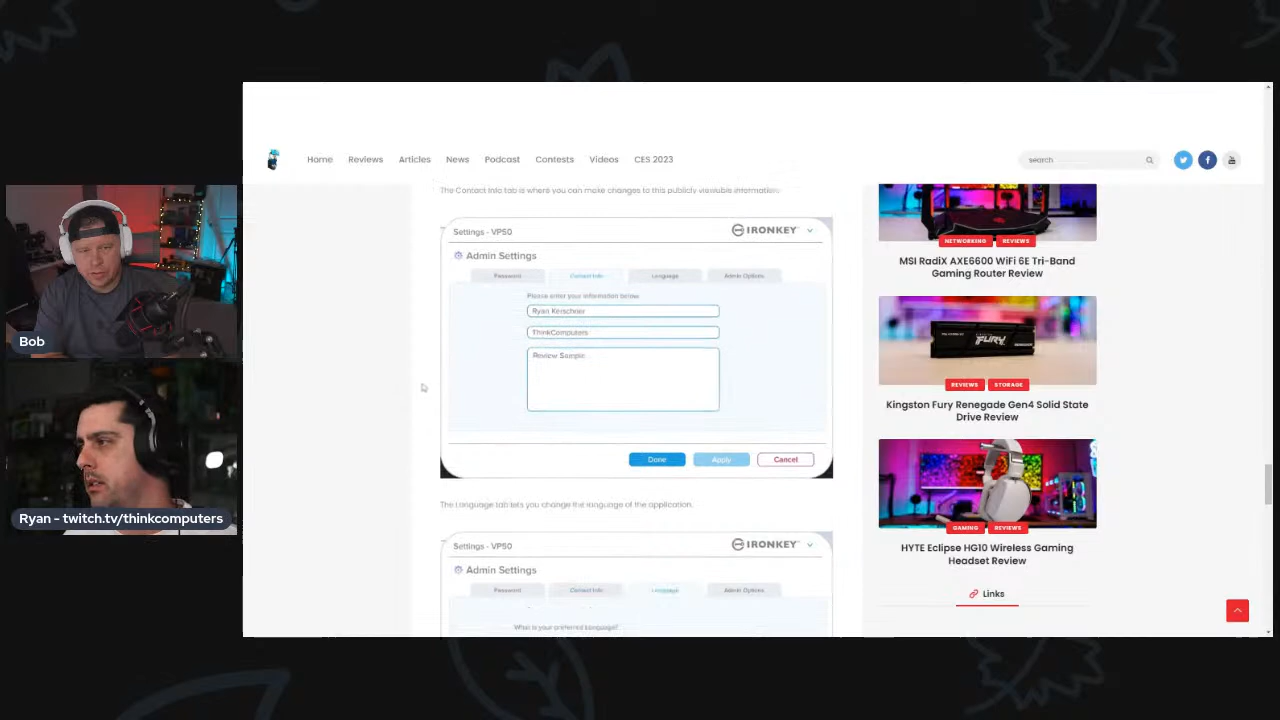 Home Reviews Articles News Podcast Contests Videos CES 2023
search
The Contact Info tab is where you can make changes to this publicly viewable information.
Settings - VP50
IRONKEY
Admin Settings
Password Contact Info Language Admin Options
Please enter your information below
Ryan Kerschner
ThinkComputers
Review Sample
Done Apply Cancel
The Language tab lets you change the language of the application.
Settings - VP50
IRONKEY
Admin Settings
Password Contact Info Language Admin Options
What is your preferred language?
NETWORKING REVIEWS
MSI RadiX AXE6600 WiFi 6E Tri-Band
Gaming Router Review
FURY
REVIEWS STORAGE
Kingston Fury Renegade Gen4 Solid State
Drive Review
GAMING REVIEWS
HYTE Eclipse HG10 Wireless Gaming
Headset Review
Links
Bob
Ryan - twitch.tv/thinkcomputers